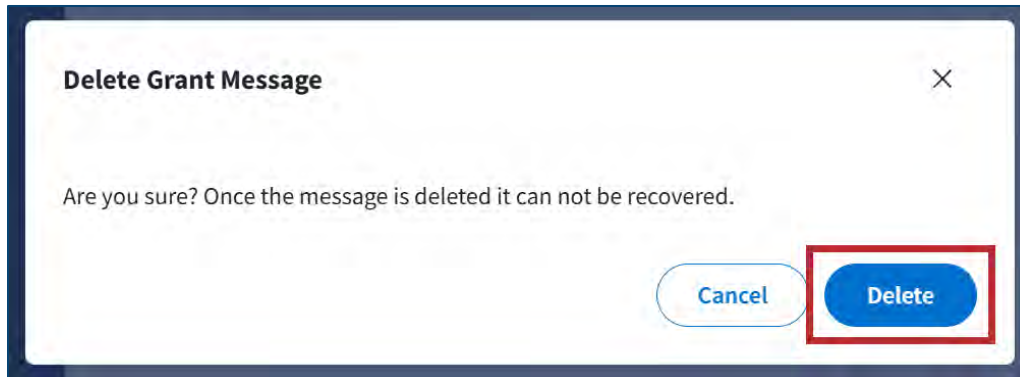 Delete Grant Message
Are you sure? Once the message is deleted it can not be recovered.
Cancel
Delete